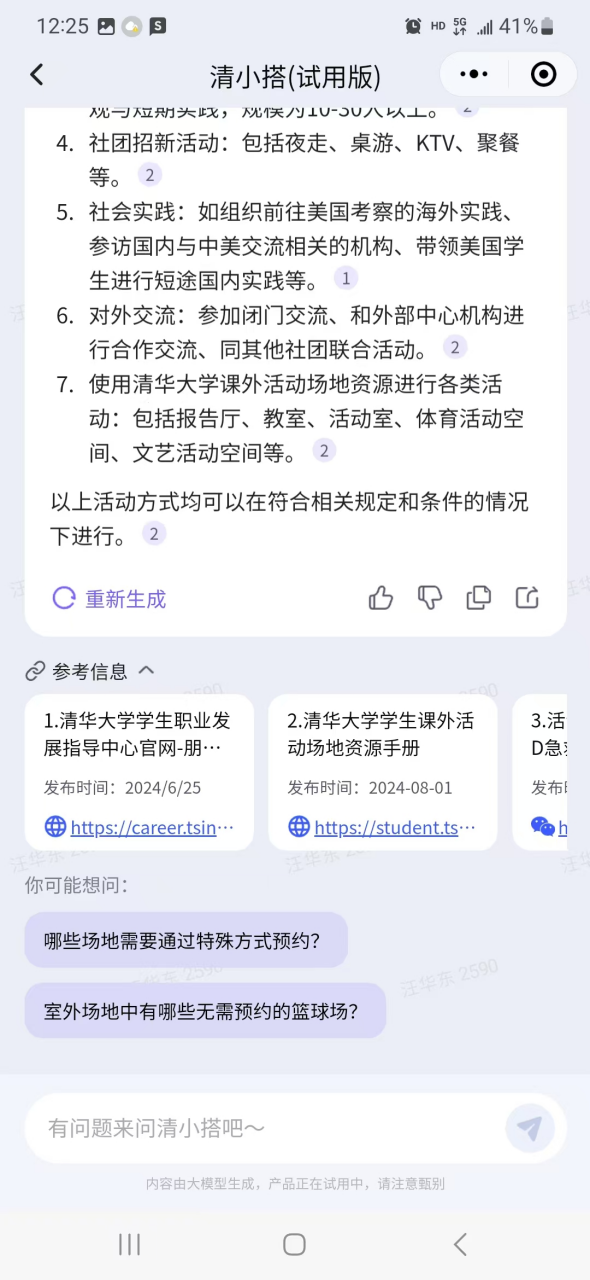 12:25 S HD 5G 41%
清小搭(试用版)
观与短期实践，规模为10-30人以上。 2
4. 社团招新活动：包括夜走、桌游、KTV、聚餐
等。 2
5. 社会实践：如组织前往美国考察的海外实践、
参访国内与中美交流相关的机构、带领美国学
生进行短途国内实践等。 1
6. 对外交流：参加闭门交流、和外部中心机构进
行合作交流、同其他社团联合活动。 2
7. 使用清华大学课外活动场地资源进行各类活
动：包括报告厅、教室、活动室、体育活动空
间、文艺活动空间等。 2
以上活动方式均可以在符合相关规定和条件的情况
下进行。 2
重新生成
参考信息
1.清华大学学生职业发
展指导中心官网-朋…
发布时间：2024/6/25
https://career.tsin…
2.清华大学学生课外活
动场地资源手册
发布时间：2024-08-01
https://student.ts…
3.活
D急
发布
h
你可能想问：
哪些场地需要通过特殊方式预约？
汪华东 2590
室外场地中有哪些无需预约的篮球场？
有问题来问清小搭吧～
内容由大模型生成，产品正在试用中，请注意甄别